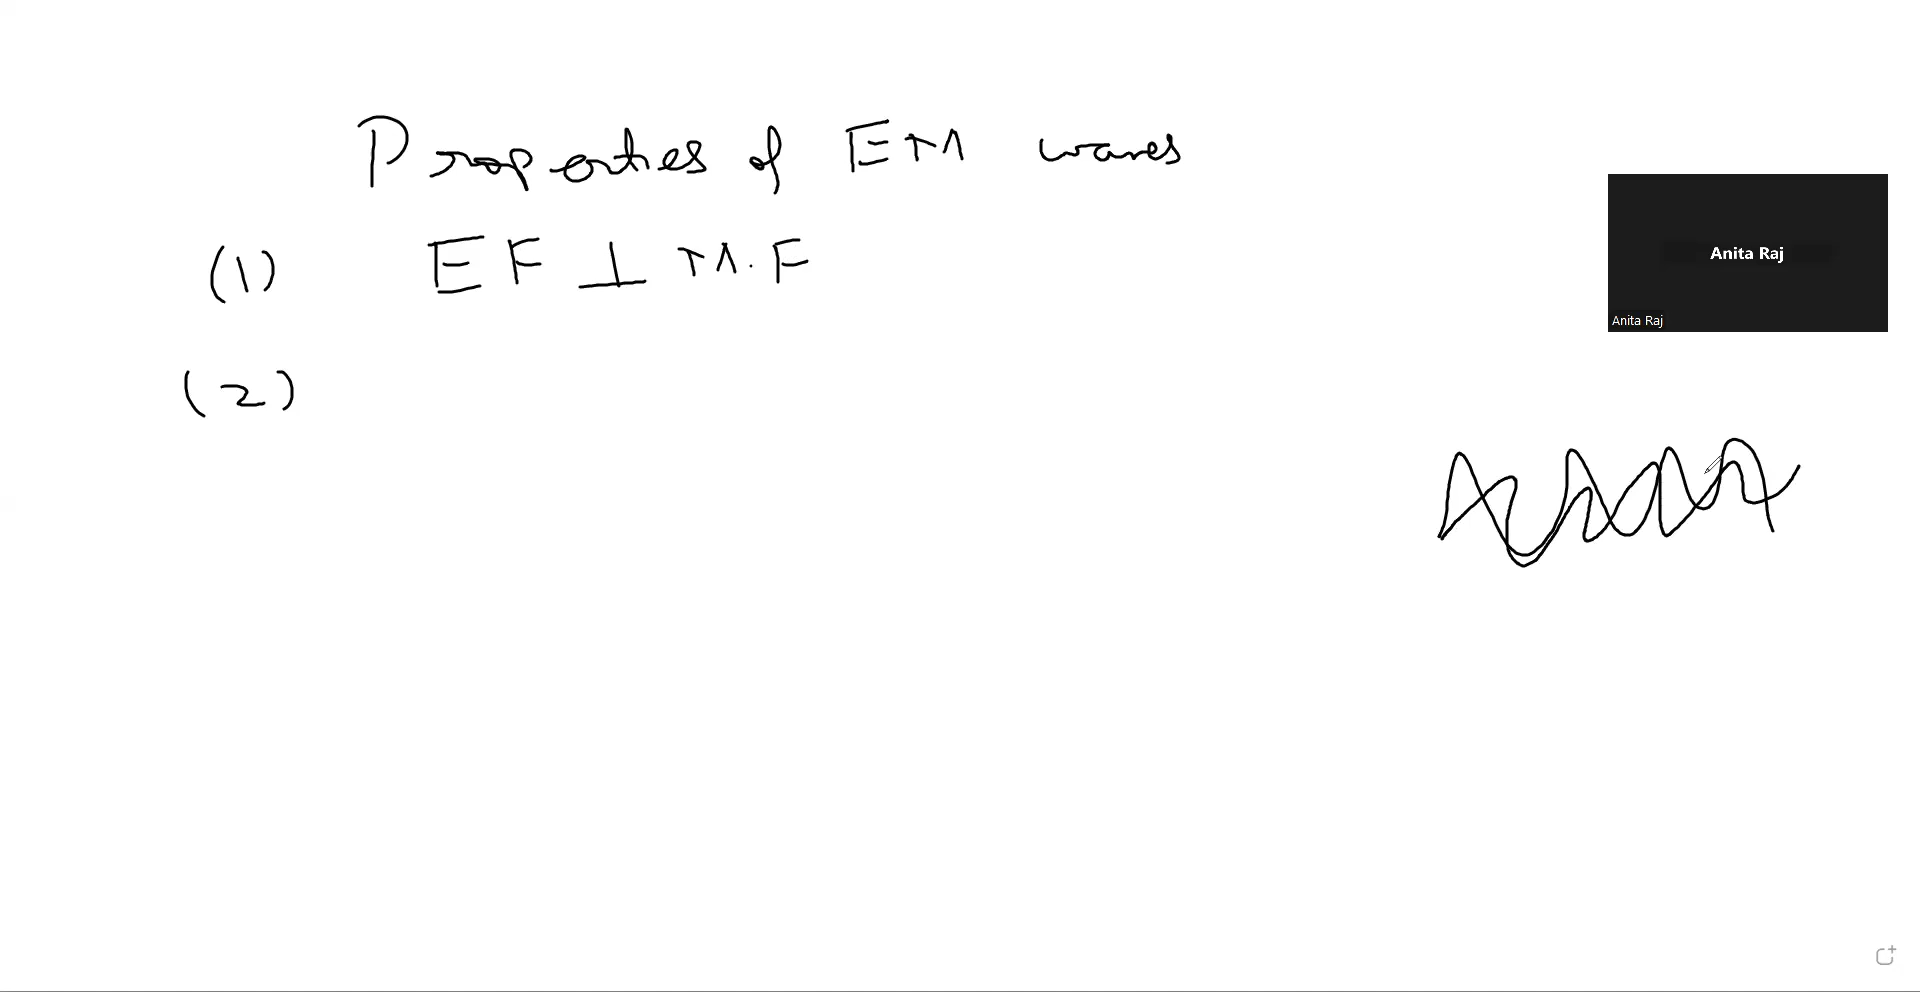 Properties of EM waves
(1) EF ⊥ M.F
(2)
Anita Raj
Anita Raj